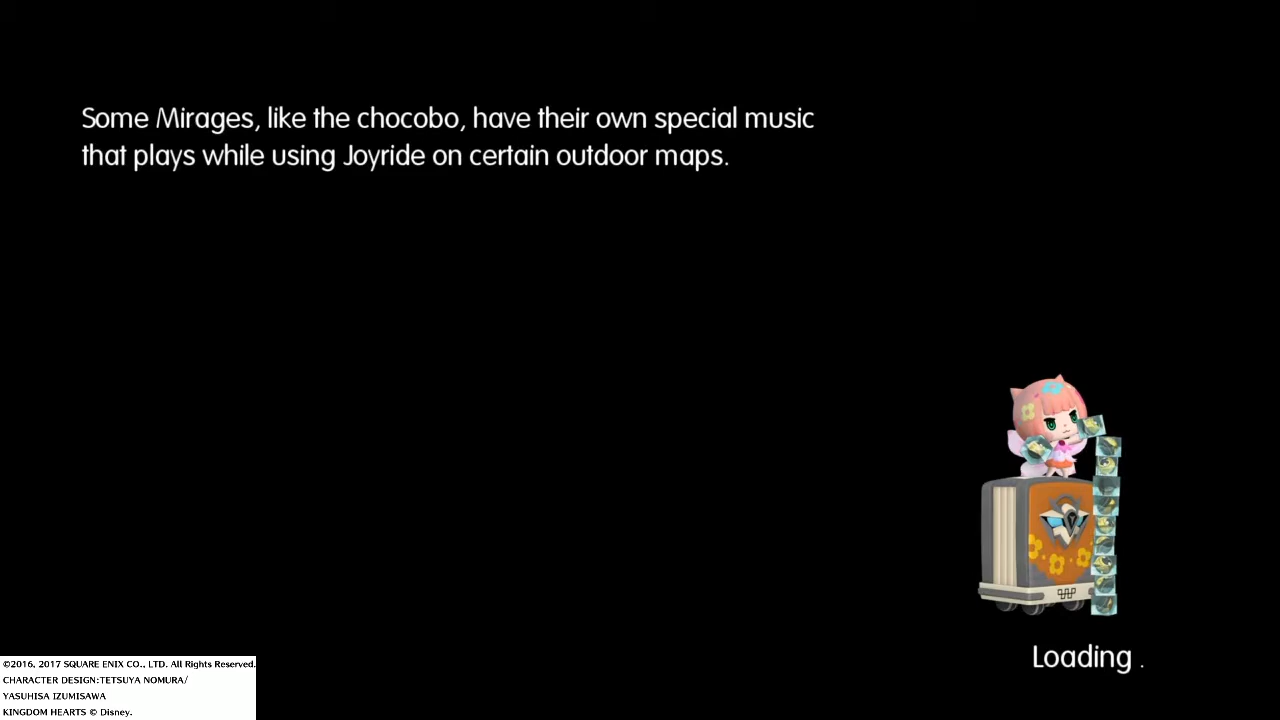 Some Mirages, like the chocobo, have their own special music
that plays while using Joyride on certain outdoor maps.
Loading .
©2016, 2017 SQUARE ENIX CO., LTD. All Rights Reserved.
CHARACTER DESIGN:TETSUYA NOMURA/
YASUHISA IZUMISAWA
KINGDOM HEARTS © Disney.